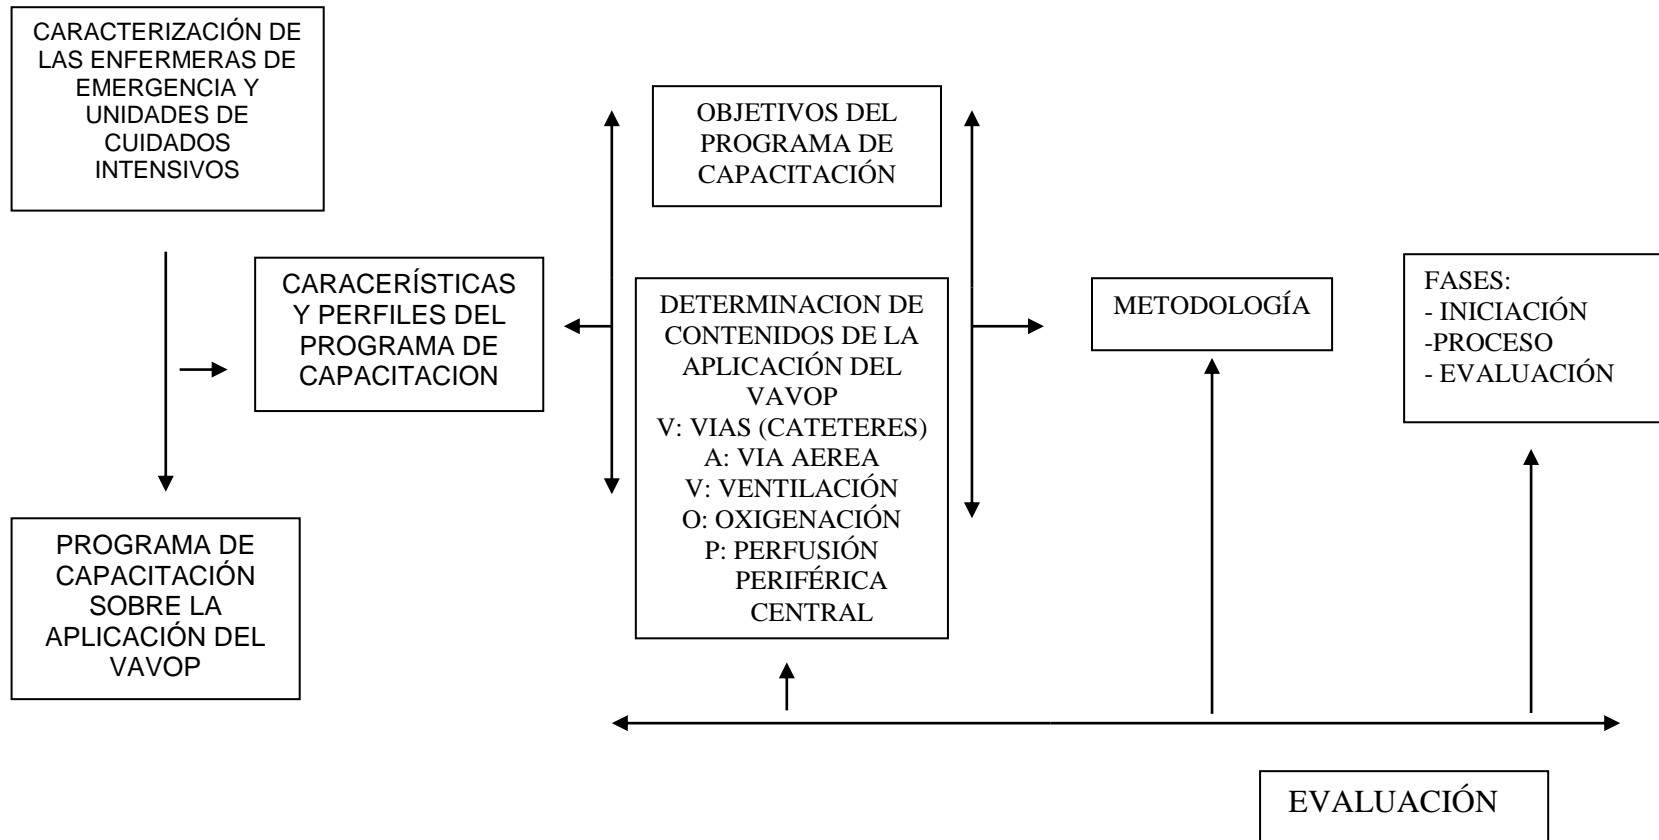 CARACTERIZACIÓN DE
LAS ENFERMERAS DE
EMERGENCIA Y
UNIDADES DE
CUIDADOS
INTENSIVOS
PROGRAMA DE
CAPACITACIÓN
SOBRE LA
APLICACIÓN DEL
VAVOP
CARACERÍSTICAS
Y PERFILES DEL
PROGRAMA DE
CAPACITACION
OBJETIVOS DEL
PROGRAMA DE
CAPACITACIÓN
DETERMINACION DE
CONTENIDOS DE LA
APLICACIÓN DEL
VAVOP
V: VIAS (CATETERES)
A: VIA AEREA
V: VENTILACIÓN
O: OXIGENACIÓN
P: PERFUSIÓN
PERIFÉRICA
CENTRAL
METODOLOGÍA
FASES:
- INICIACIÓN
-PROCESO
- EVALUACIÓN
EVALUACIÓN